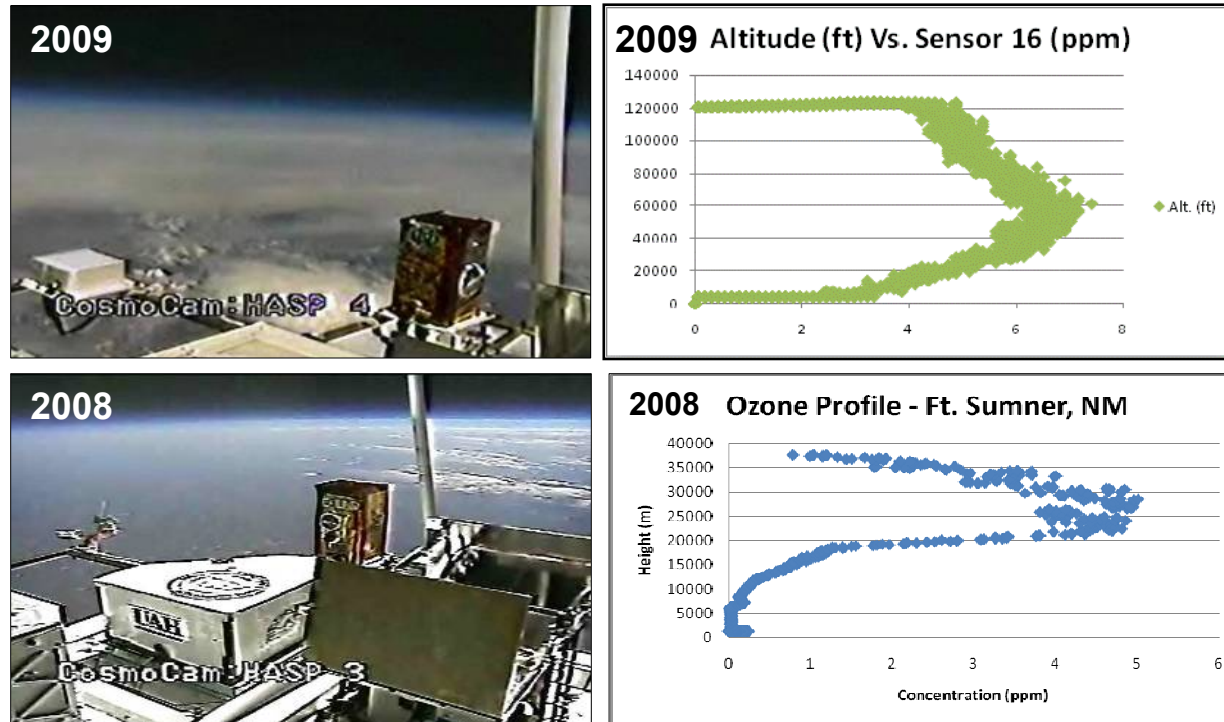 2009
CosmoCam:HASP 4
2009 Altitude (ft) Vs. Sensor 16 (ppm)
140000
120000
100000
80000
60000
40000
20000
0
0 2 4 6 8
Alt. (ft)
2008
UAH
CosmoCam:HASP 3
2008 Ozone Profile - Ft. Sumner, NM
Height (m)
40000
35000
30000
25000
20000
15000
10000
5000
0
0 1 2 3 4 5 6
Concentration (ppm)